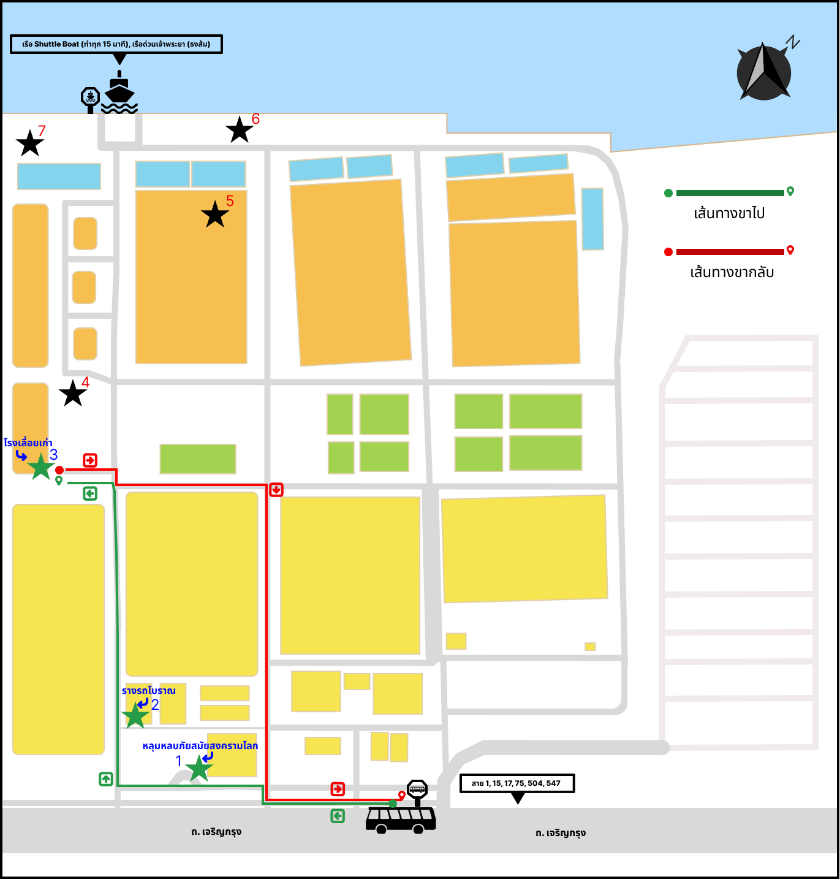 เรือ Shuttle Boat (ท่าทุก 15 นาที), เรือด่วนเจ้าพระยา (ธงส้ม)
N
7
6
5
เส้นทางขาไป
เส้นทางขากลับ
4
โรงเลื่อยเก่า
3
รางรถโบราณ
2
หลุมหลบภัยสมัยสงครามโลก
1
สาย 1, 15, 17, 75, 504, 547
ถ. เจริญกรุง
ถ. เจริญกรุง